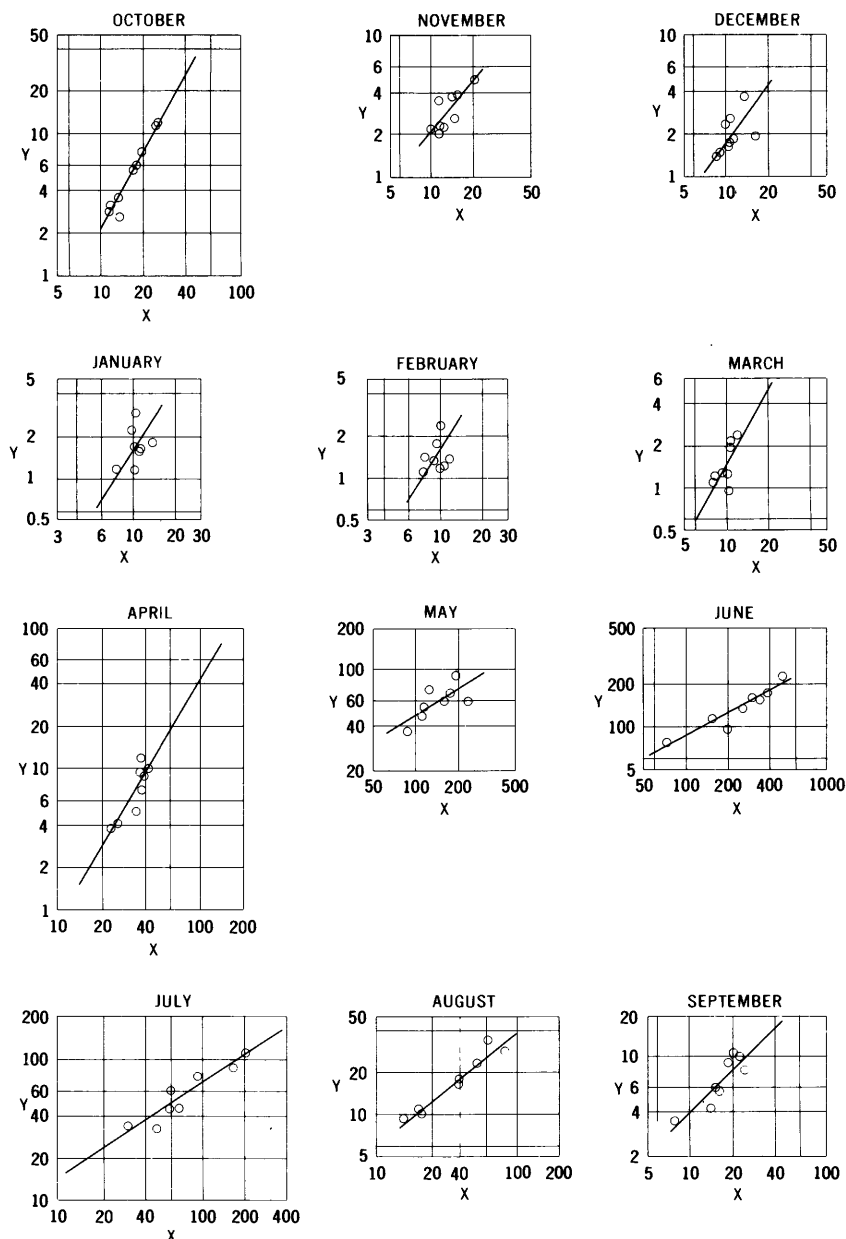 OCTOBER
50
20
10
Y
6
4
2
1
5 10 20 40 100
X
NOVEMBER
10
6
4
Y
2
1
5 10 20 50
X
DECEMBER
10
6
4
Y
2
1
5 10 20 50
X
JANUARY
5
2
Y
1
0.5
3 6 10 20 30
X
FEBRUARY
5
2
Y
1
0.5
3 6 10 20 30
X
MARCH
6
4
2
Y
1
0.5
5 10 20 50
X
APRIL
100
60
40
20
Y 10
6
4
2
1
10 20 40 100 200
X
MAY
200
100
Y 60
40
20
50 100 200 500
X
JUNE
500
200
Y
100
5
50 100 200 400 1000
X
JULY
200
100
60
Y
40
20
10
10 20 40 100 200 400
X
AUGUST
50
20
Y
10
5
10 20 40 100 200
X
SEPTEMBER
20
10
Y 6
4
2
5 10 20 40 100
X